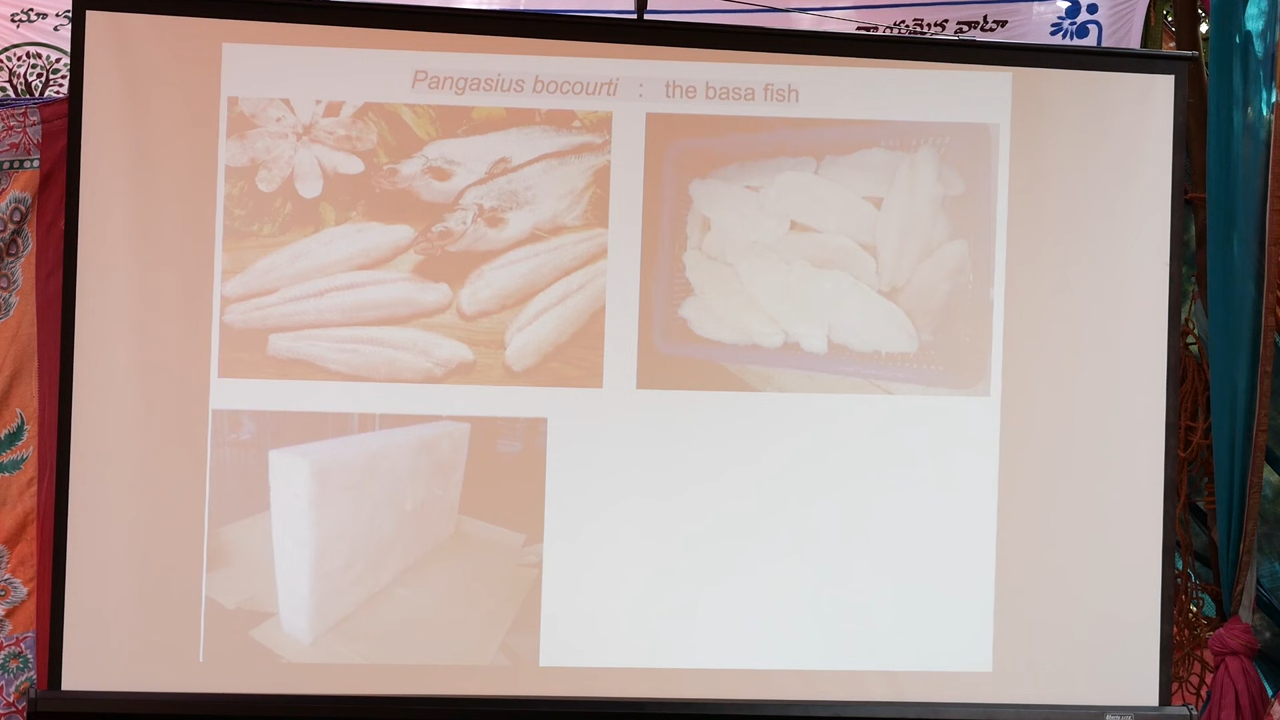 భూ
వాటా
Pangasius bocourti : the basa fish